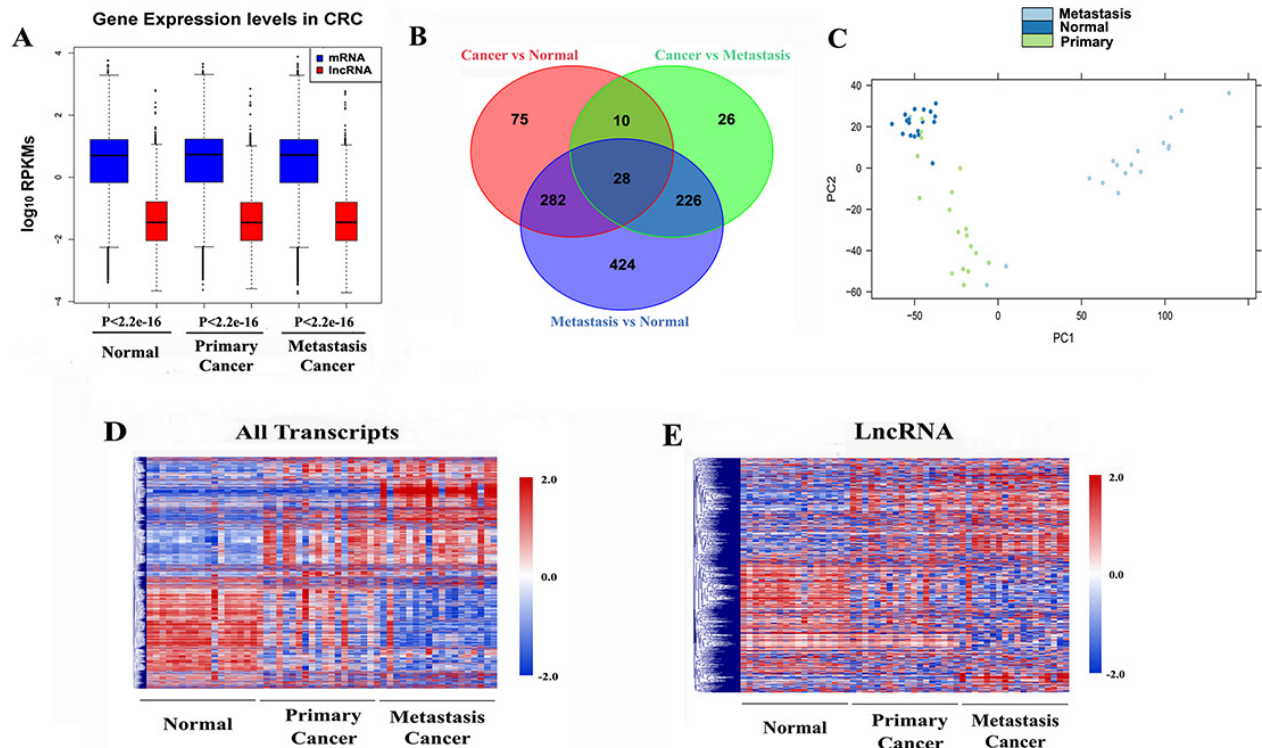 Gene Expression levels in CRC
A
mRNA
lncRNA
4
2
0
-2
-4
log10 RPKMs
P<2.2e-16
P<2.2e-16
P<2.2e-16
Normal
Primary
Cancer
Metastasis
Cancer
B
Cancer vs Normal
Cancer vs Metastasis
75
10
26
28
282
226
424
Metastasis vs Normal
C
Metastasis
Normal
Primary
40
20
0
-20
-40
-60
PC2
-50
0
50
100
PC1
D
All Transcripts
2.0
0.0
-2.0
Normal
Primary
Cancer
Metastasis
Cancer
E
LncRNA
2.0
0.0
-2.0
Normal
Primary
Cancer
Metastasis
Cancer